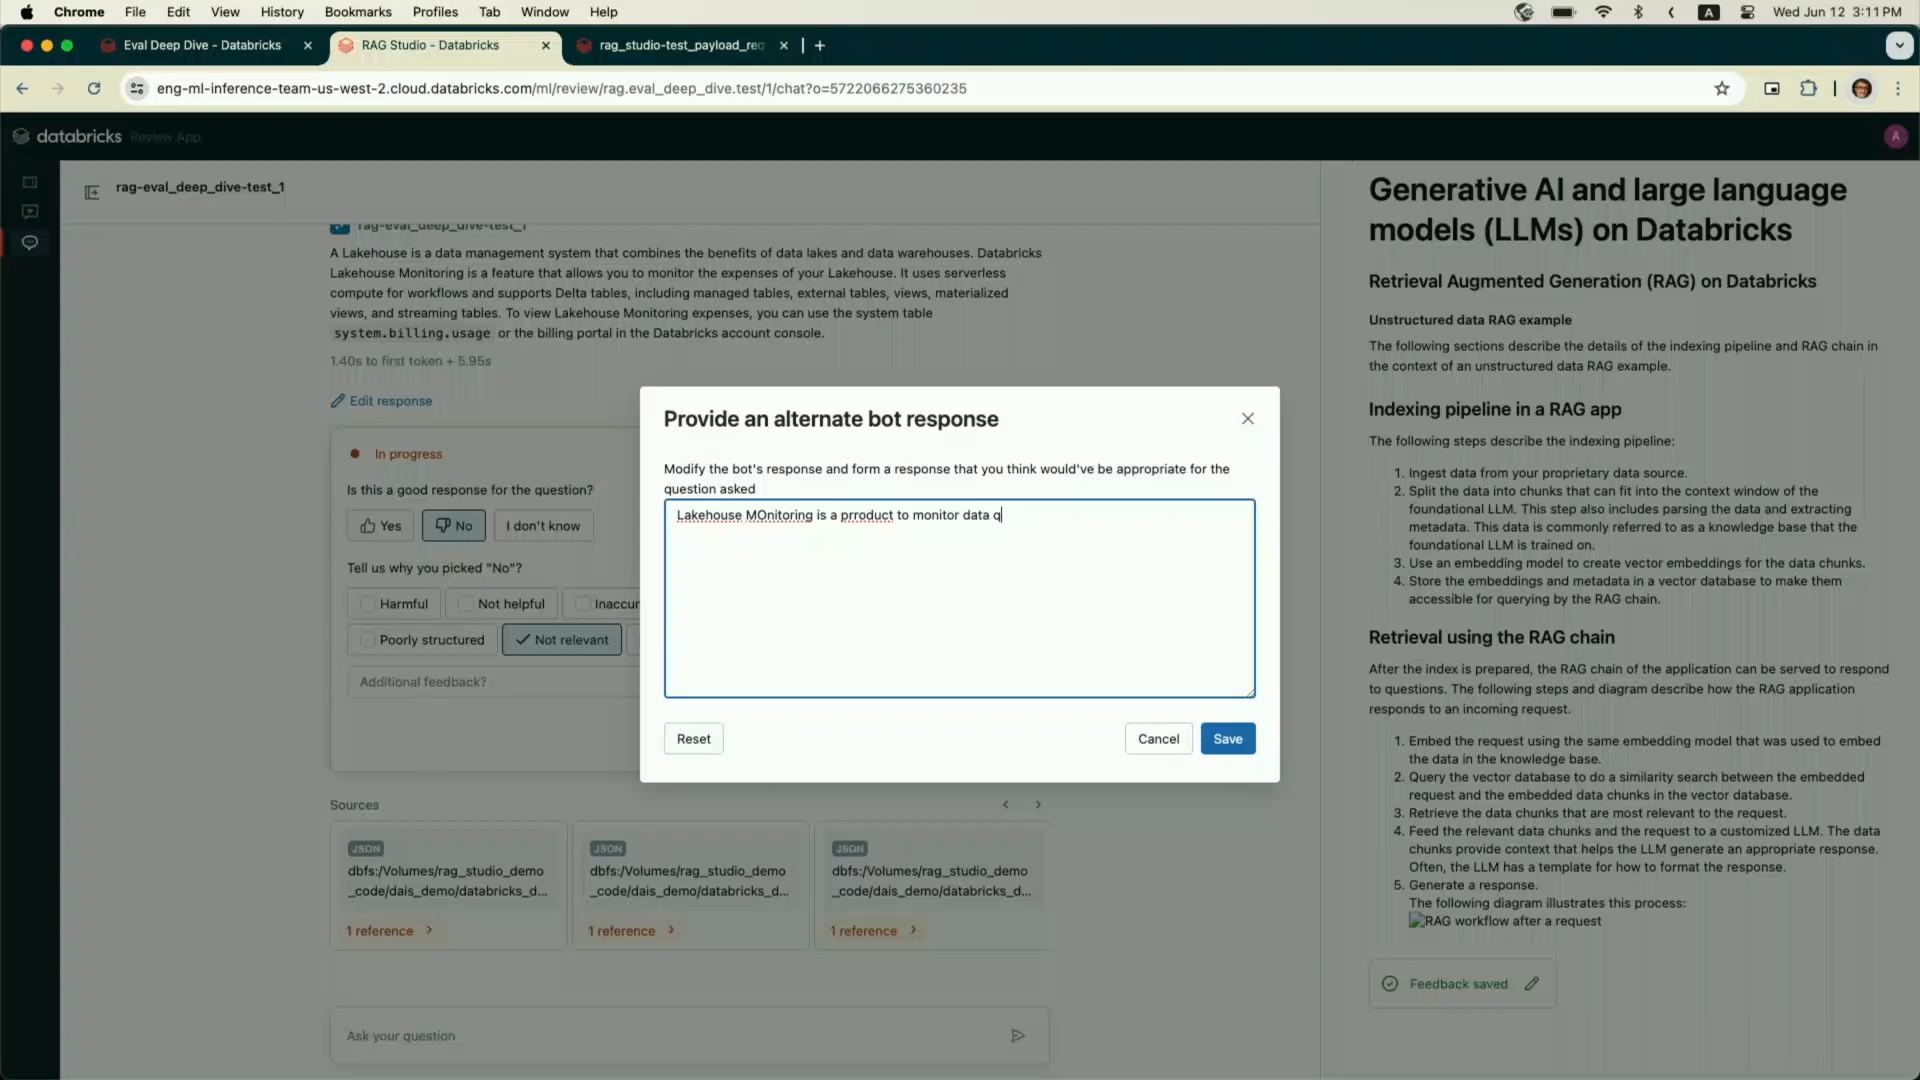 Chrome File Edit View History Bookmarks Profiles Tab Window Help
A Wed Jun 12 3:11 PM
Eval Deep Dive - Databricks
RAG Studio - Databricks
rag_studio-test_payload_req
eng-ml-inference-team-us-west-2.cloud.databricks.com/ml/review/rag.eval_deep_dive.test/1/chat?o=5722066275360235
databricks Review App
A
rag-eval_deep_dive-test_1
rag-eval_deep_dive-test_1
A Lakehouse is a data management system that combines the benefits of data lakes and data warehouses. Databricks
Lakehouse Monitoring is a feature that allows you to monitor the expenses of your Lakehouse. It uses serverless
compute for workflows and supports Delta tables, including managed tables, external tables, views, materialized
views, and streaming tables. To view Lakehouse Monitoring expenses, you can use the system table
system.billing.usage or the billing portal in the Databricks account console.
1.40s to first token + 5.95s
Edit response
In progress
Is this a good response for the question?
Yes
No
I don't know
Tell us why you picked "No"?
Harmful
Not helpful
Inaccur
Poorly structured
Not relevant
Additional feedback?
Provide an alternate bot response
Modify the bot's response and form a response that you think would've be appropriate for the
question asked
Lakehouse MOnitoring is a prroduct to monitor data q
Reset
Cancel
Save
Sources
JSON
dbfs:/Volumes/rag_studio_demo
_code/dais_demo/databricks_d...
1 reference
JSON
dbfs:/Volumes/rag_studio_demo
_code/dais_demo/databricks_d...
1 reference
JSON
dbfs:/Volumes/rag_studio_demo
_code/dais_demo/databricks_d...
1 reference
Ask your question
Generative AI and large language
models (LLMs) on Databricks
Retrieval Augmented Generation (RAG) on Databricks
Unstructured data RAG example
The following sections describe the details of the indexing pipeline and RAG chain in
the context of an unstructured data RAG example.
Indexing pipeline in a RAG app
The following steps describe the indexing pipeline:
1. Ingest data from your proprietary data source.
2. Split the data into chunks that can fit into the context window of the
foundational LLM. This step also includes parsing the data and extracting
metadata. This data is commonly referred to as a knowledge base that the
foundational LLM is trained on.
3. Use an embedding model to create vector embeddings for the data chunks.
4. Store the embeddings and metadata in a vector database to make them
accessible for querying by the RAG chain.
Retrieval using the RAG chain
After the index is prepared, the RAG chain of the application can be served to respond
to questions. The following steps and diagram describe how the RAG application
responds to an incoming request.
1. Embed the request using the same embedding model that was used to embed
the data in the knowledge base.
2. Query the vector database to do a similarity search between the embedded
request and the embedded data chunks in the vector database.
3. Retrieve the data chunks that are most relevant to the request.
4. Feed the relevant data chunks and the request to a customized LLM. The data
chunks provide context that helps the LLM generate an appropriate response.
Often, the LLM has a template for how to format the response.
5. Generate a response.
The following diagram illustrates this process:
RAG workflow after a request
Feedback saved